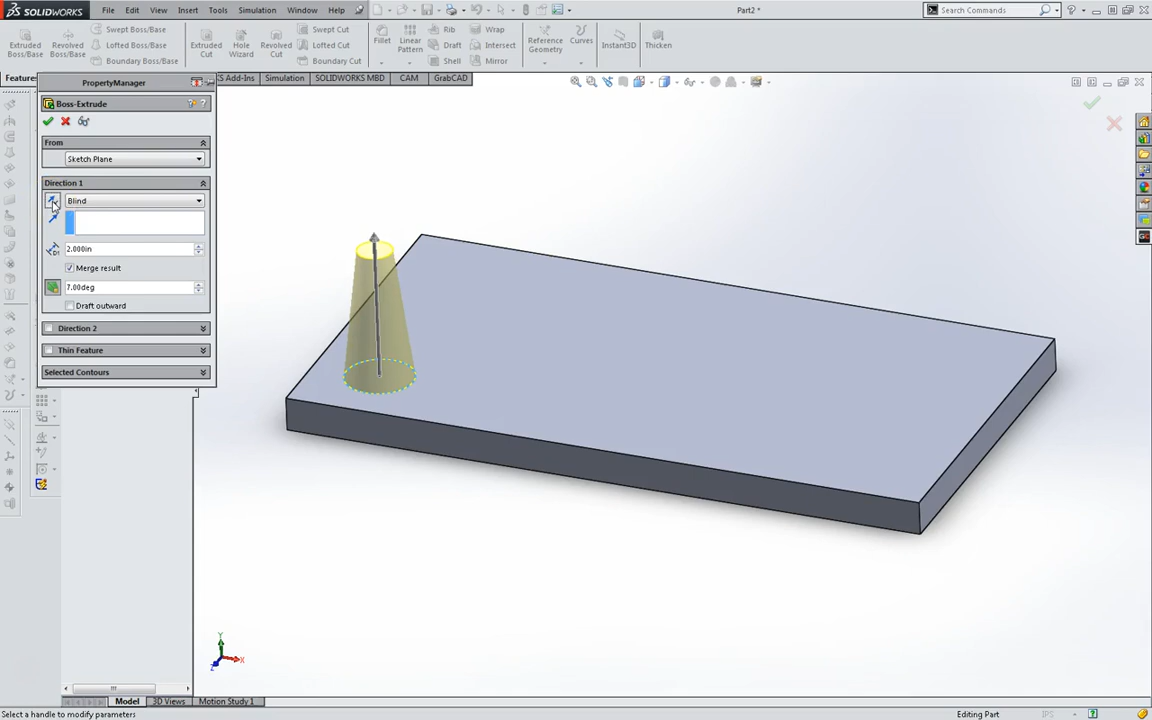 SOLIDWORKS File Edit View Insert Tools Simulation Window Help Part2 * Search Commands
Extruded Boss/Base
Revolved Boss/Base
Swept Boss/Base
Lofted Boss/Base
Boundary Boss/Base
Extruded Cut
Hole Wizard
Revolved Cut
Swept Cut
Lofted Cut
Boundary Cut
Fillet
Linear Pattern
Rib
Draft
Shell
Wrap
Intersect
Mirror
Reference Geometry
Curves
Instant3D
Thicken
Feature
KS Add-Ins Simulation SOLIDWORKS MBD CAM GrabCAD
PropertyManager
Boss-Extrude
From
Sketch Plane
Direction 1
Blind
D1
2.000in
Merge result
7.00deg
Draft outward
Direction 2
Thin Feature
Selected Contours
Y
X
Z
Model 3D Views Motion Study 1
Select a handle to modify parameters Editing Part IPS